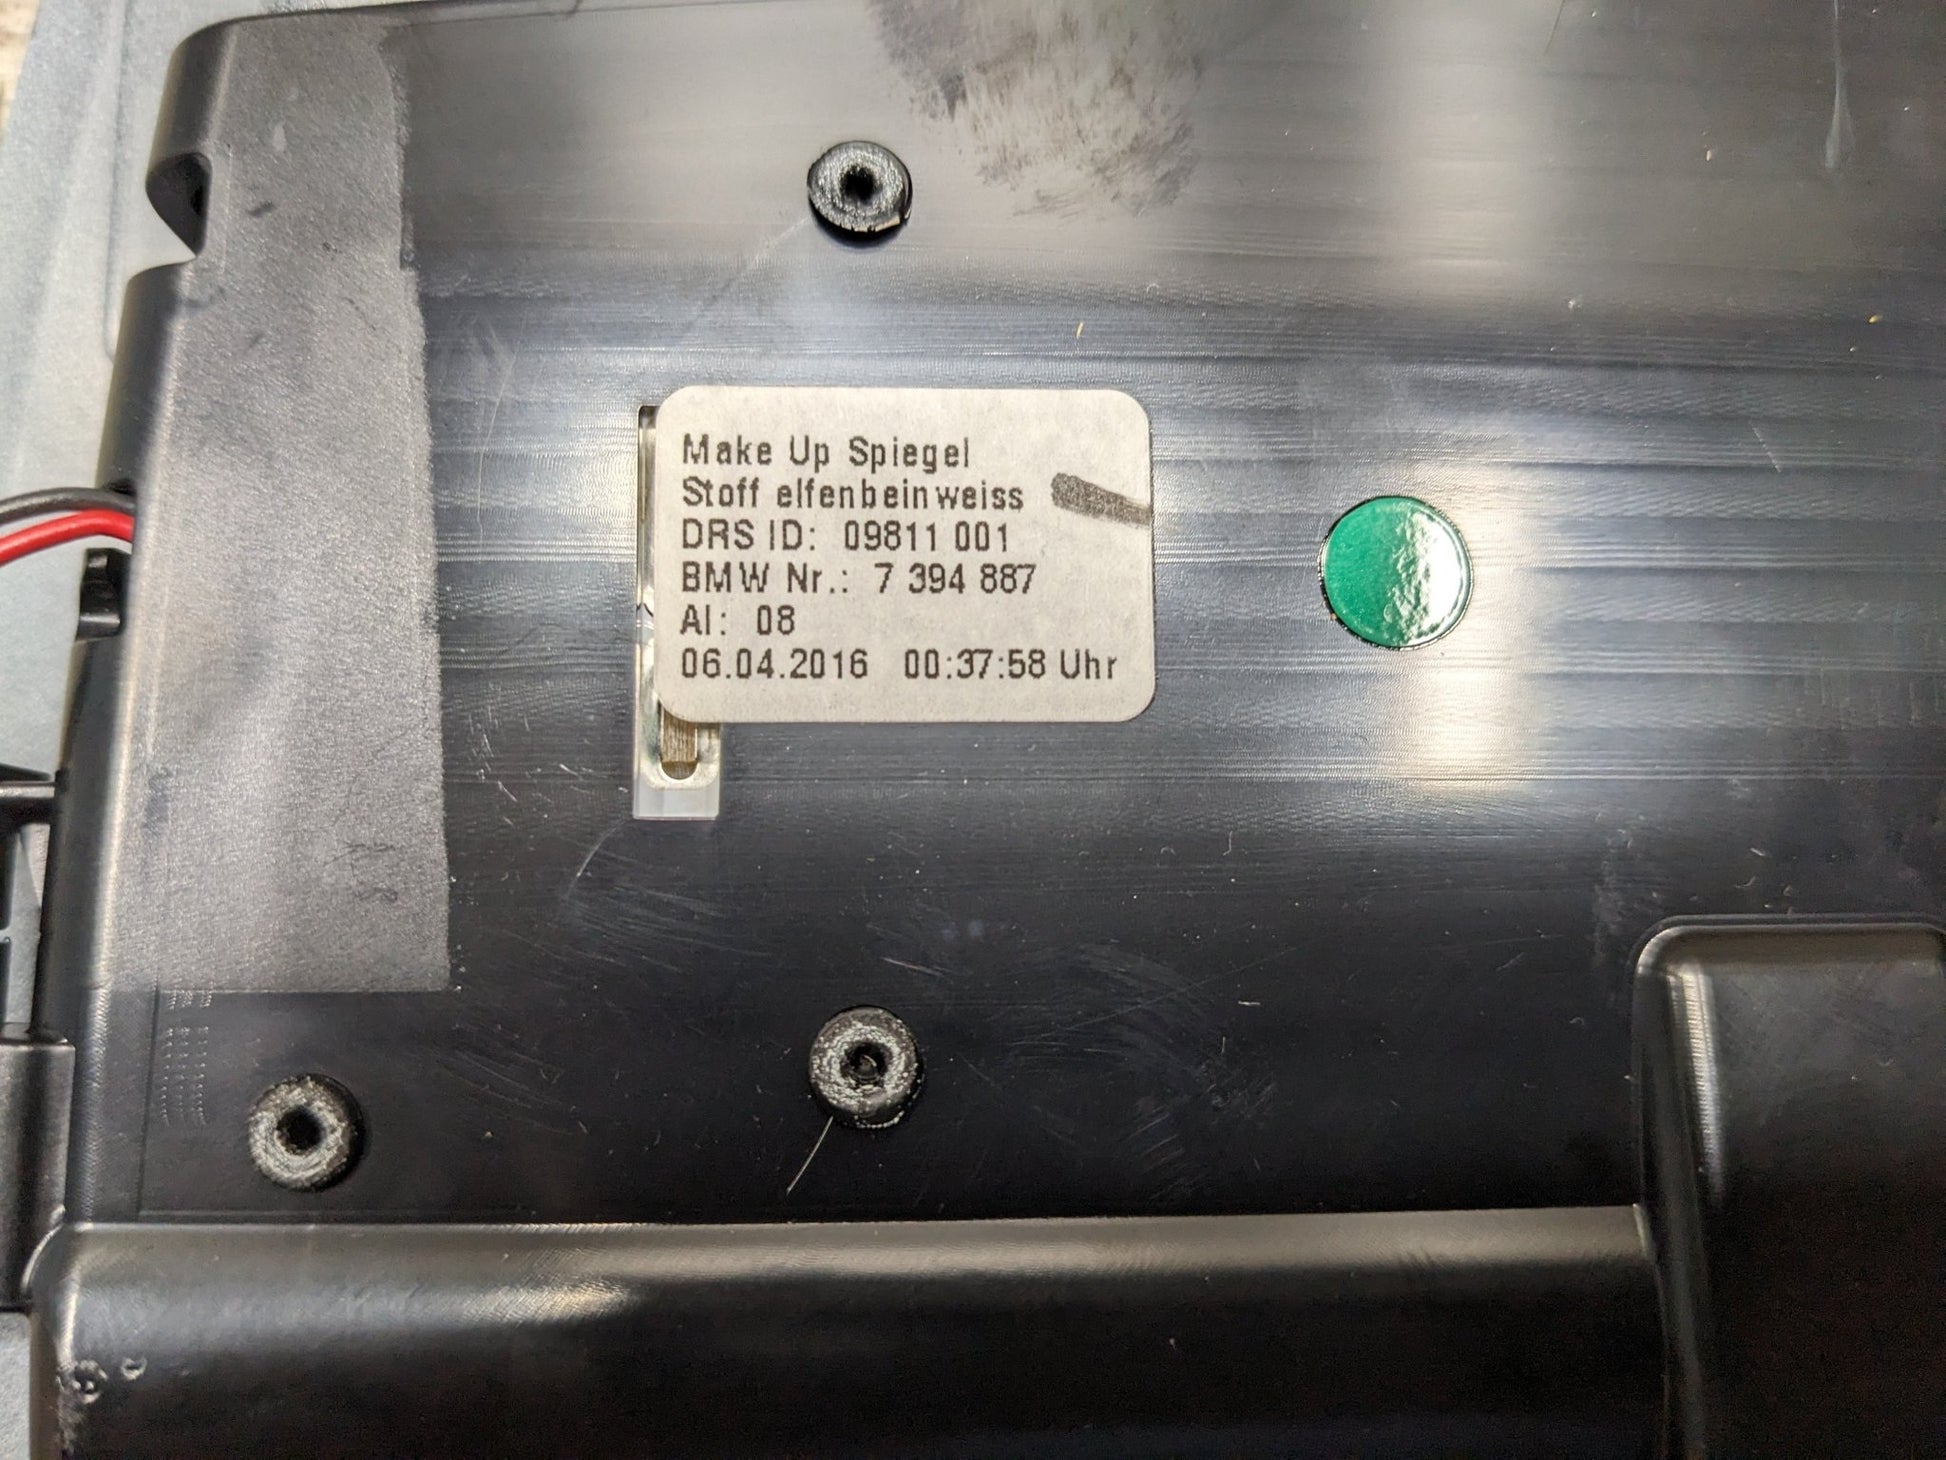 Make Up Spiegel
Stoff elfenbeinweiss
DRS ID: 09811 001
BMW Nr.: 7 394 887
AI: 08
06.04.2016 00:37:58 Uhr